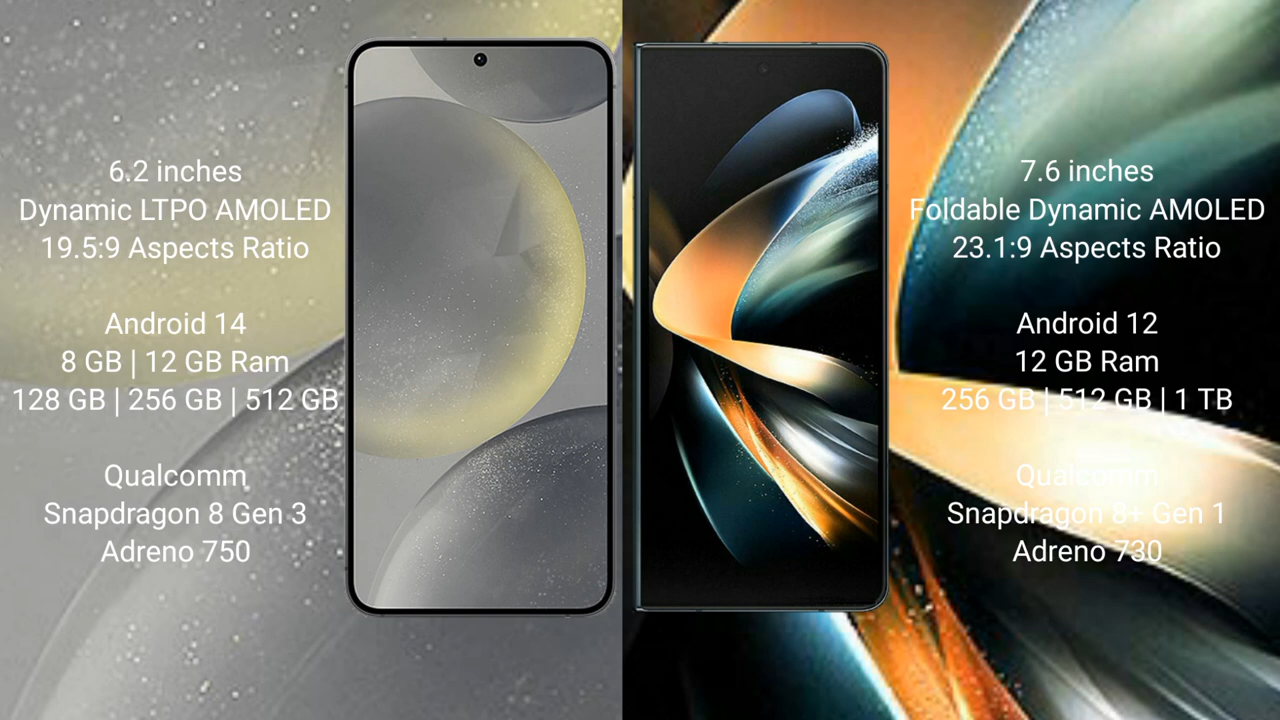 6.2 inches
Dynamic LTPO AMOLED
19.5:9 Aspects Ratio
Android 14
8 GB | 12 GB Ram
128 GB | 256 GB | 512 GB
Qualcomm
Snapdragon 8 Gen 3
Adreno 750
7.6 inches
Foldable Dynamic AMOLED
23.1:9 Aspects Ratio
Android 12
12 GB Ram
256 GB | 512 GB | 1 TB
Qualcomm
Snapdragon 8+ Gen 1
Adreno 730